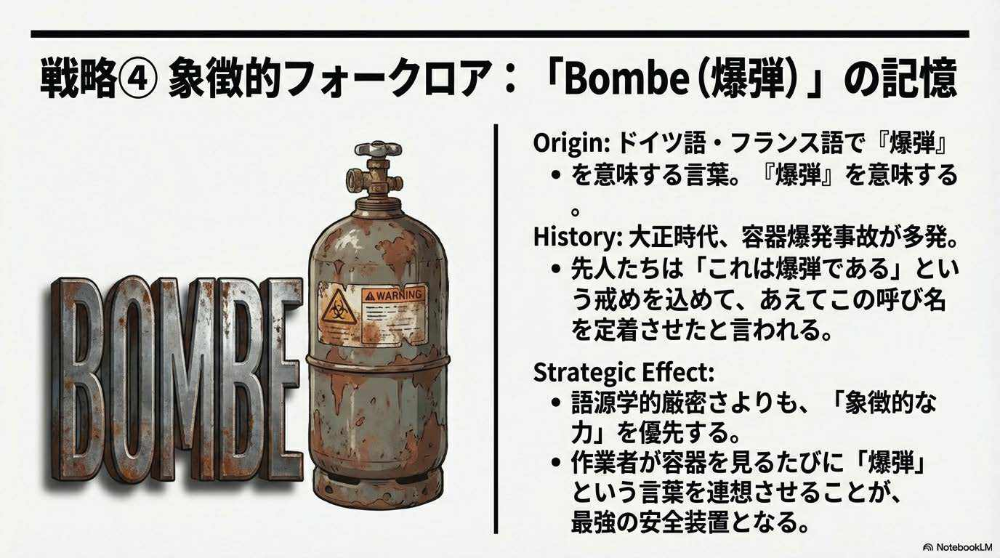 戦略④ 象徴的フォークロア：「Bombe（爆弾）」の記憶
BOMBE
WARNING
Origin: ドイツ語・フランス語で『爆弾』
• を意味する言葉。『爆弾』を意味する
。
History: 大正時代、容器爆発事故が多発。
• 先人たちは「これは爆弾である」とい
う戒めを込めて、あえてこの呼び名
を定着させたと言われる。
Strategic Effect:
• 語源学的厳密さよりも、「象徴的な
力」を優先する。
• 作業者が容器を見るたびに「爆弾」
という言葉を連想させることが、
最強の安全装置となる。
NotebookLM